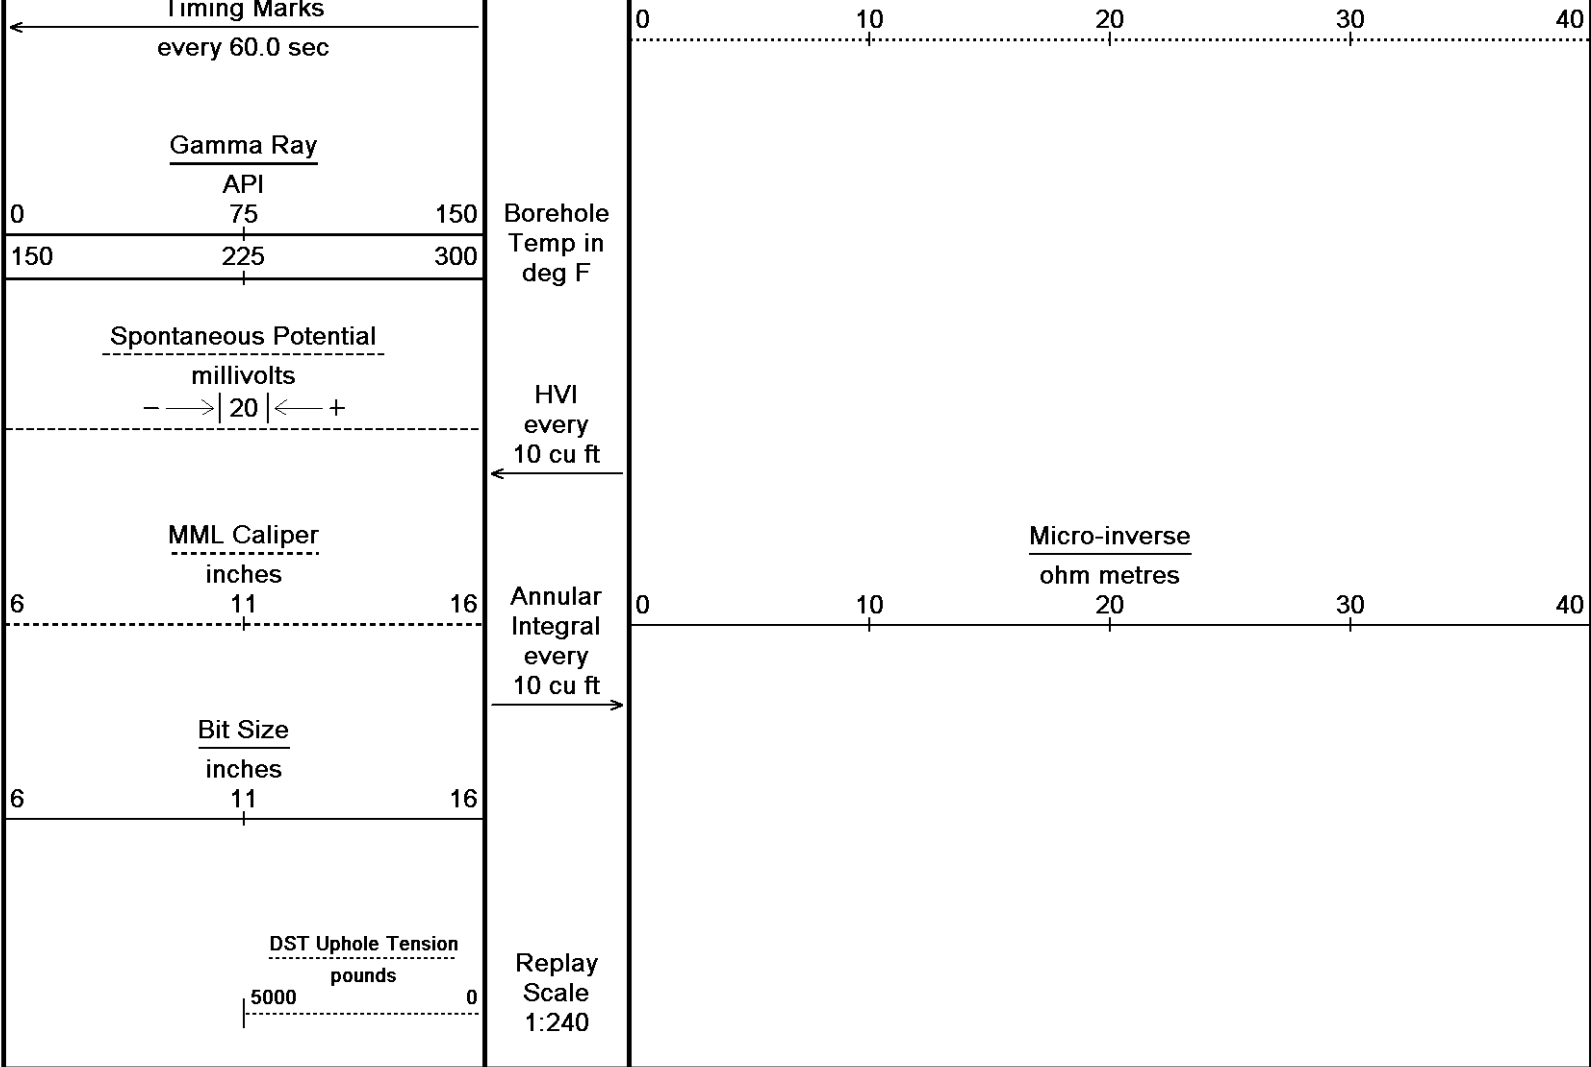 Timing Marks
every 60.0 sec
Gamma Ray
API
0 75 150
150 225 300
Spontaneous Potential
millivolts
− 20 +
MML Caliper
inches
6 11 16
Bit Size
inches
6 11 16
DST Uphole Tension
pounds
5000 0
Borehole
Temp in
deg F
HVI
every
10 cu ft
Annular
Integral
every
10 cu ft
Replay
Scale
1:240
0 10 20 30 40
Micro-inverse
ohm metres
0 10 20 30 40